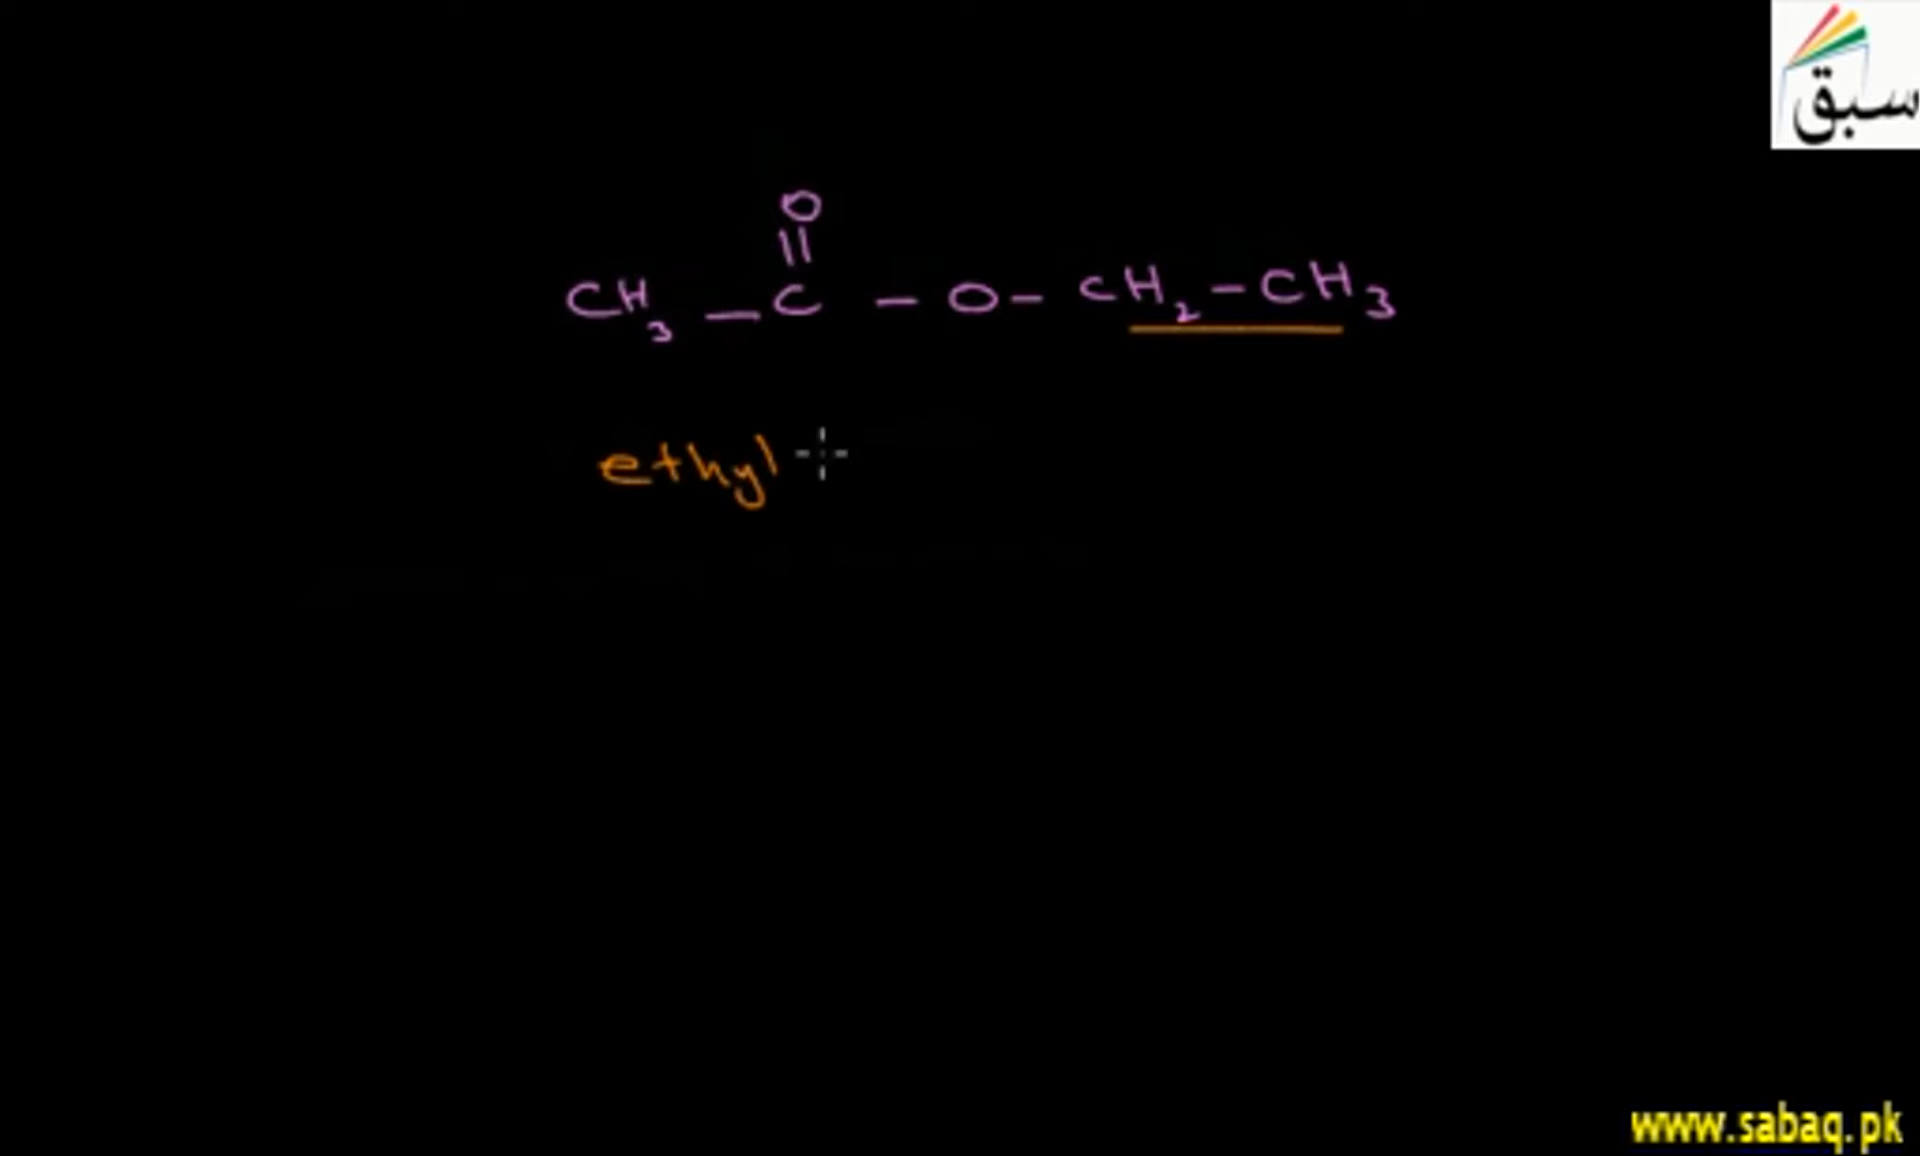 سبق
O
||
CH₃ — C — O — CH₂ — CH₃
ethyl
www.sabaq.pk